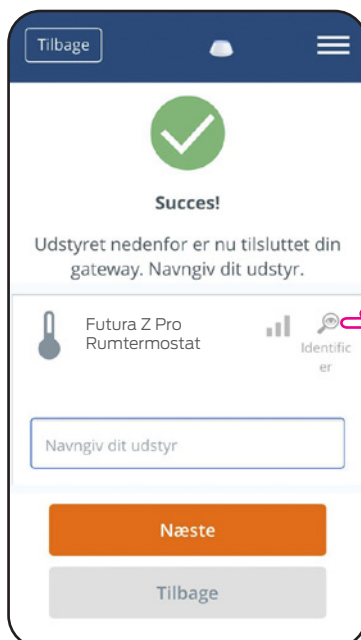 Tilbage
Succes!
Udstyret nedenfor er nu tilsluttet din
gateway. Navngiv dit udstyr.
Futura Z Pro
Rumtermostat
Identific
er
Navngiv dit udstyr
Næste
Tilbage